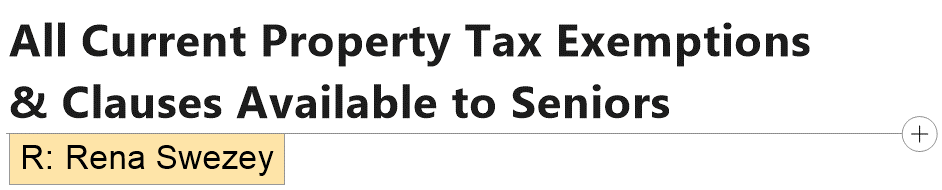 All Current Property Tax Exemptions
& Clauses Available to Seniors
R: Rena Swezey